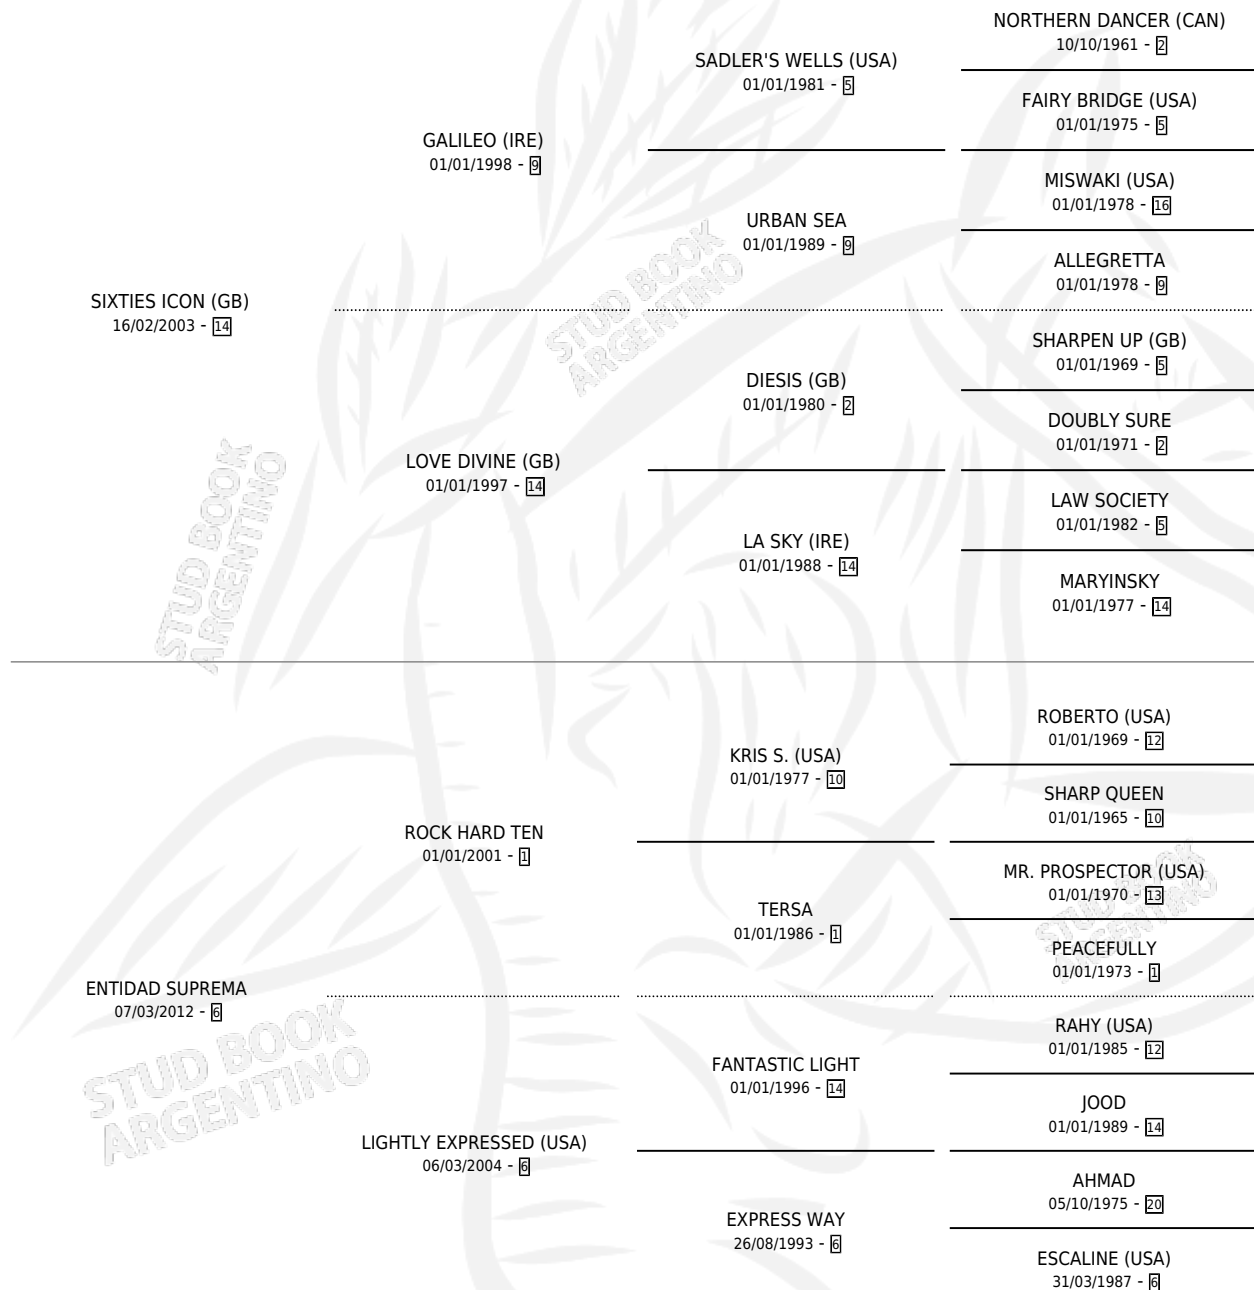 NORTHERN DANCER (CAN)
10/10/1961 - 2
SADLER'S WELLS (USA)
01/01/1981 - 5
FAIRY BRIDGE (USA)
01/01/1975 - 5
GALILEO (IRE)
01/01/1998 - 9
MISWAKI (USA)
01/01/1978 - 16
URBAN SEA
01/01/1989 - 9
ALLEGRETTA
01/01/1978 - 9
SIXTIES ICON (GB)
16/02/2003 - 14
STUD BOOK
ARGENTINO
SHARPEN UP (GB)
01/01/1969 - 5
DIESIS (GB)
01/01/1980 - 2
DOUBLY SURE
01/01/1971 - 2
LOVE DIVINE (GB)
01/01/1997 - 14
LAW SOCIETY
01/01/1982 - 5
LA SKY (IRE)
01/01/1988 - 14
MARYINSKY
01/01/1977 - 14
STUD BOOK
ARGENTINO
ROBERTO (USA)
01/01/1969 - 12
KRIS S. (USA)
01/01/1977 - 10
SHARP QUEEN
01/01/1965 - 10
ROCK HARD TEN
01/01/2001 - 1
MR. PROSPECTOR (USA)
01/01/1970 - 13
STUD BOOK
ARGENTINO
TERSA
01/01/1986 - 1
PEACEFULLY
01/01/1973 - 1
ENTIDAD SUPREMA
07/03/2012 - 6
STUD BOOK
ARGENTINO
RAHY (USA)
01/01/1985 - 12
FANTASTIC LIGHT
01/01/1996 - 14
JOOD
01/01/1989 - 14
LIGHTLY EXPRESSED (USA)
06/03/2004 - 6
AHMAD
05/10/1975 - 20
EXPRESS WAY
26/08/1993 - 6
ESCALINE (USA)
31/03/1987 - 6